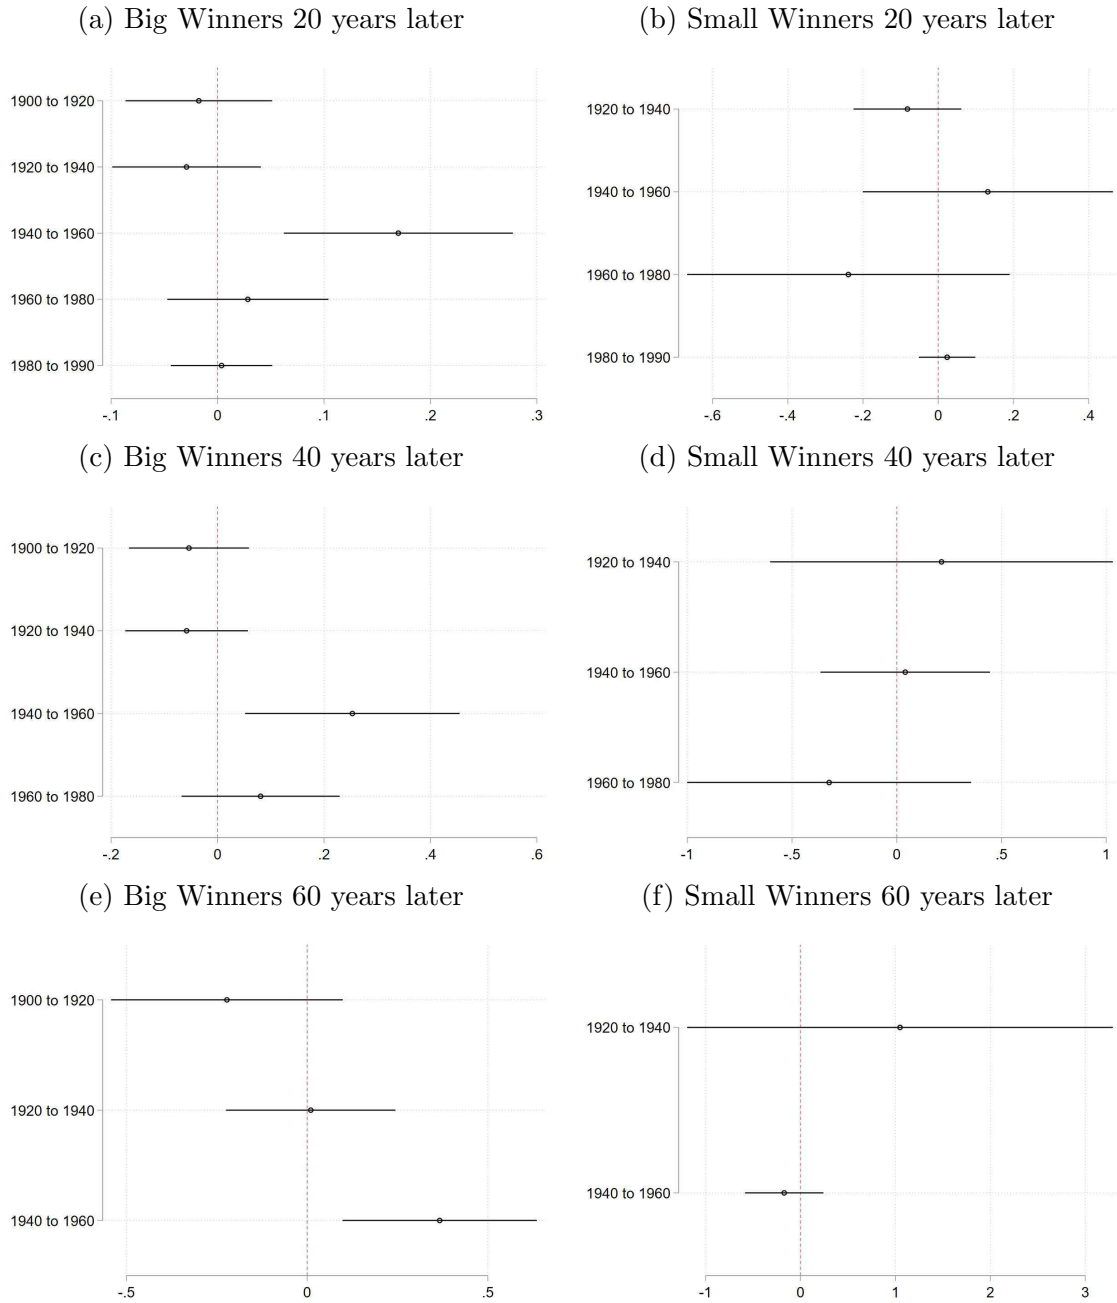 (a) Big Winners 20 years later
1900 to 1920
1920 to 1940
1940 to 1960
1960 to 1980
1980 to 1990
-.1 0 .1 .2 .3
(b) Small Winners 20 years later
1920 to 1940
1940 to 1960
1960 to 1980
1980 to 1990
-.6 -.4 -.2 0 .2 .4
(c) Big Winners 40 years later
1900 to 1920
1920 to 1940
1940 to 1960
1960 to 1980
-.2 0 .2 .4 .6
(d) Small Winners 40 years later
1920 to 1940
1940 to 1960
1960 to 1980
-1 -.5 0 .5 1
(e) Big Winners 60 years later
1900 to 1920
1920 to 1940
1940 to 1960
-.5 0 .5
(f) Small Winners 60 years later
1920 to 1940
1940 to 1960
-1 0 1 2 3